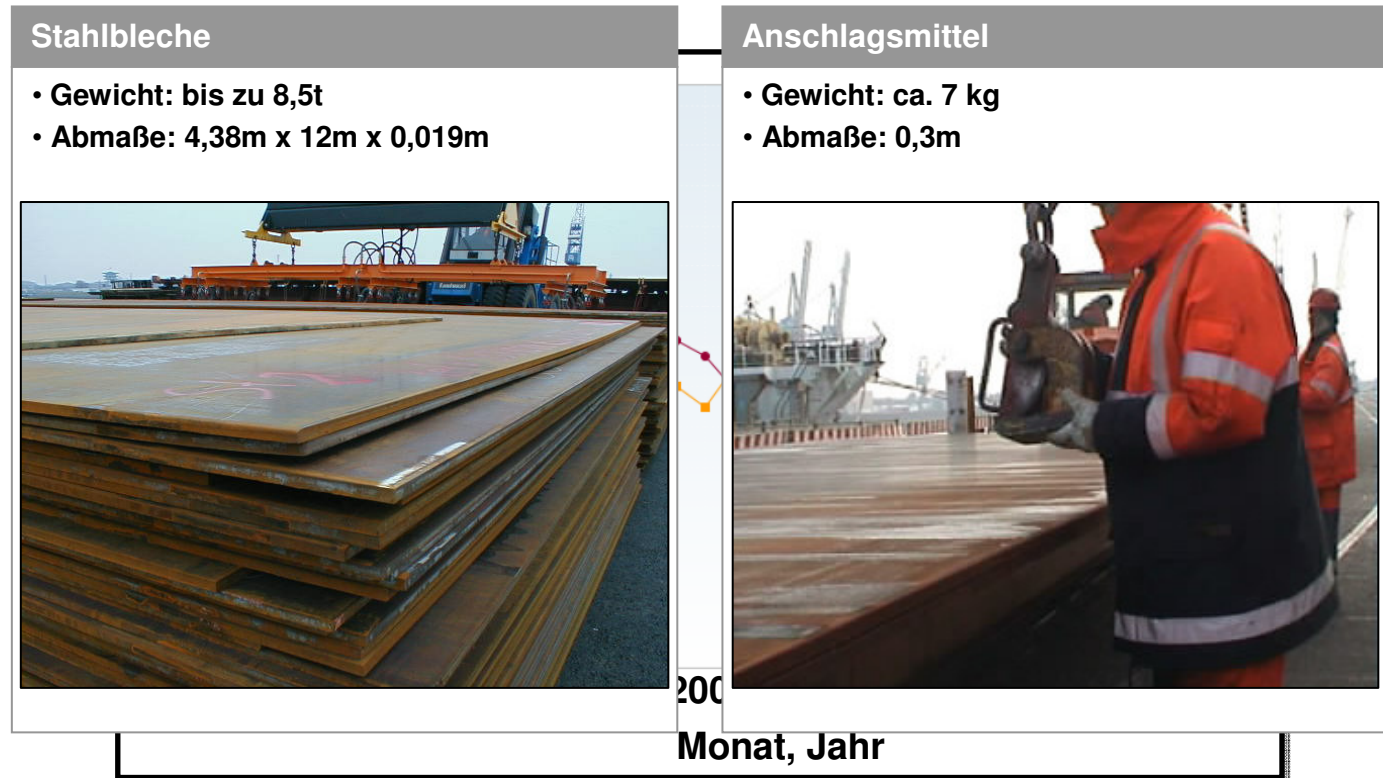 Stahlbleche
• Gewicht: bis zu 8,5t
• Abmaße: 4,38m x 12m x 0,019m
Anschlagsmittel
• Gewicht: ca. 7 kg
• Abmaße: 0,3m
200
Monat, Jahr